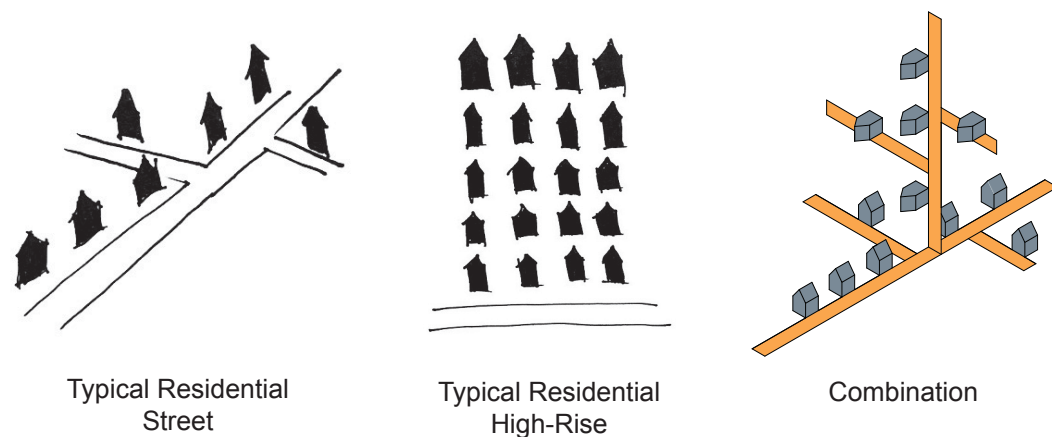 Typical Residential
Street
Typical Residential
High-Rise
Combination